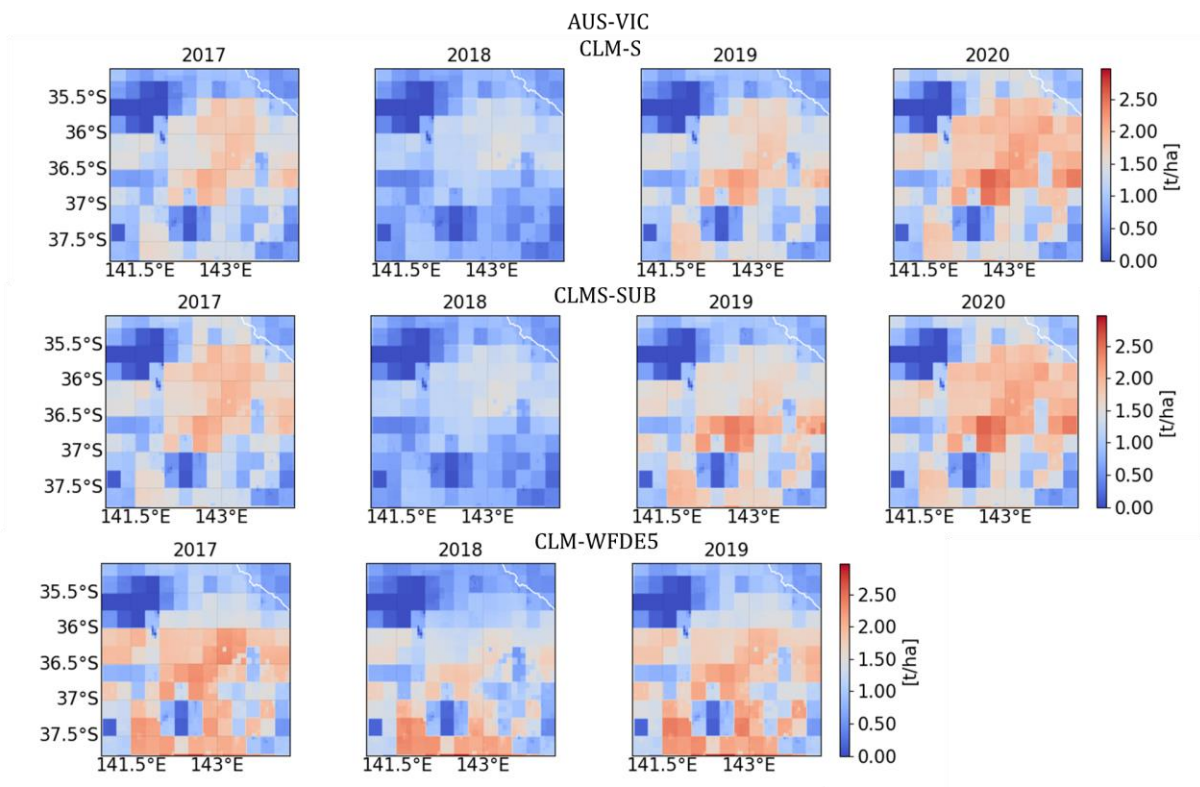 AUS-VIC
CLM-S
2017 2018 2019 2020
35.5°S
36°S
36.5°S
37°S
37.5°S
141.5°E 143°E 141.5°E 143°E 141.5°E 143°E 141.5°E 143°E
2.50
2.00
1.50
1.00
0.50
0.00
[t/ha]
CLMS-SUB
2017 2018 2019 2020
35.5°S
36°S
36.5°S
37°S
37.5°S
141.5°E 143°E 141.5°E 143°E 141.5°E 143°E 141.5°E 143°E
2.50
2.00
1.50
1.00
0.50
0.00
[t/ha]
CLM-WFDE5
2017 2018 2019
35.5°S
36°S
36.5°S
37°S
37.5°S
141.5°E 143°E 141.5°E 143°E 141.5°E 143°E
2.50
2.00
1.50
1.00
0.50
0.00
[t/ha]